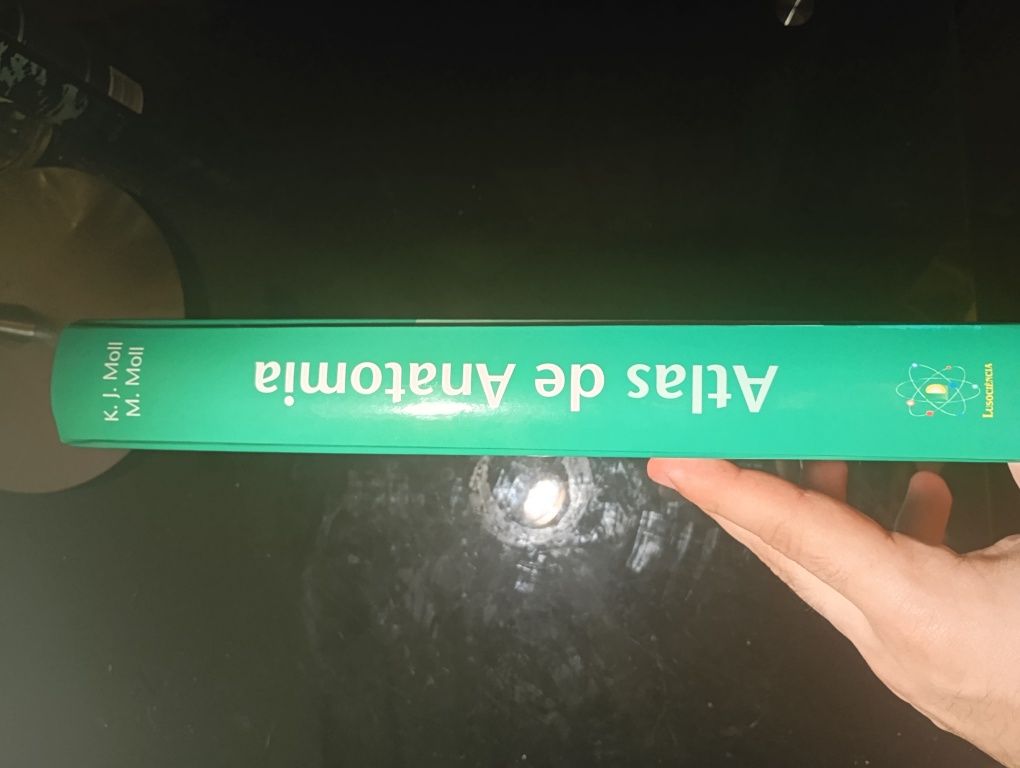 K. J. Moll
M. Moll
Atlas de Anatomia
LUSOCIÊNCIA